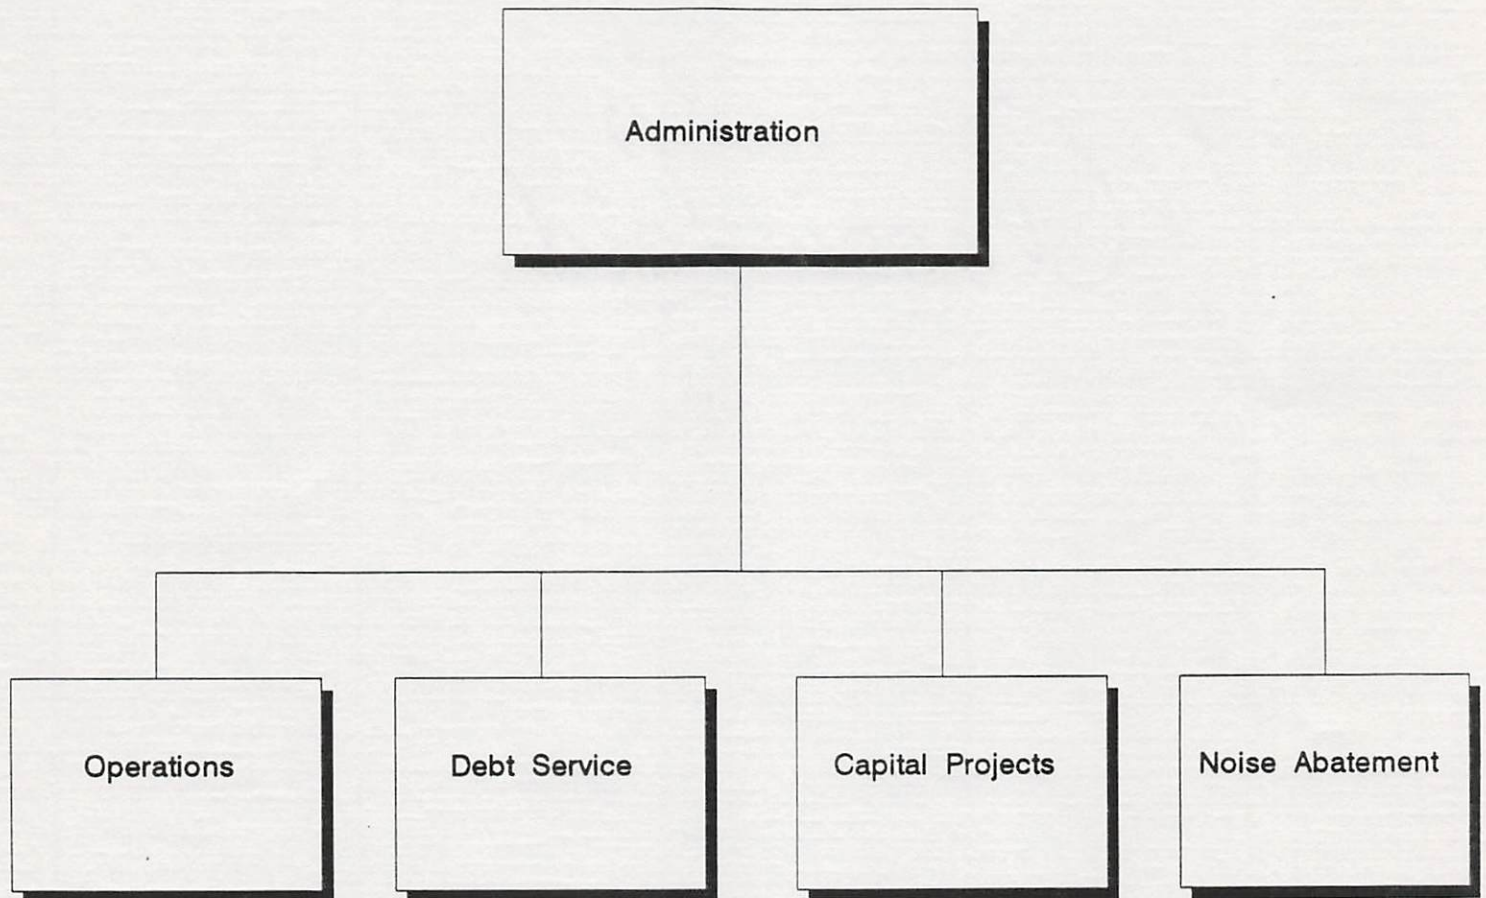 Administration
Operations
Debt Service
Capital Projects
Noise Abatement